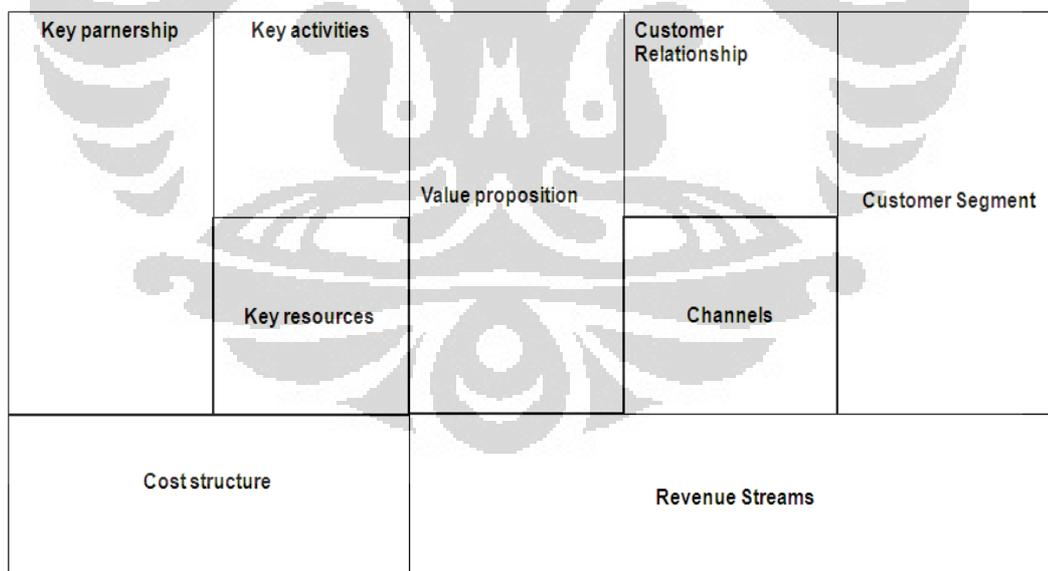 Key parnership
Key activities
Customer
Relationship
Value proposition
Customer Segment
Key resources
Channels
Cost structure
Revenue Streams